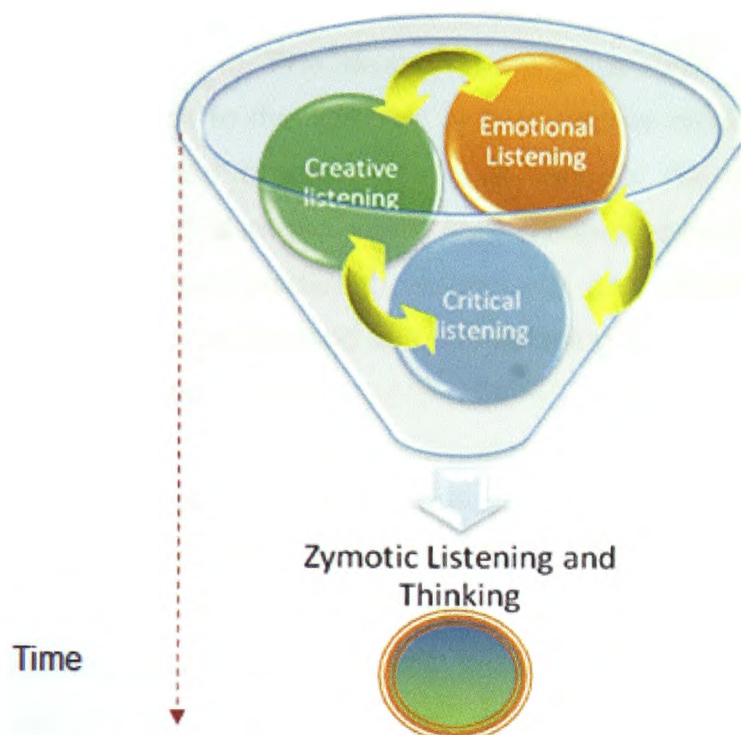 Emotional
Listening
Creative
listening
Critical
listening
Zymotic Listening and
Thinking
Time